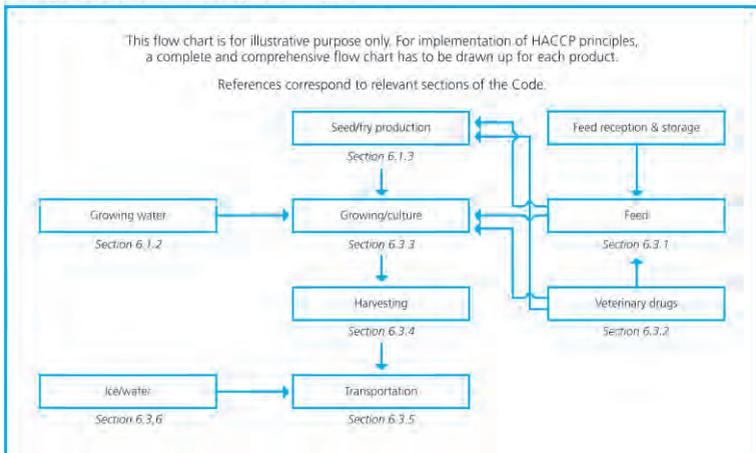 This flow chart is for illustrative purpose only. For implementation of HACCP principles,
a complete and comprehensive flow chart has to be drawn up for each product.
References correspond to relevant sections of the Code.
Seed/fry production
Section 6.1.3
Feed reception & storage
Growing water
Section 6.1.2
Growing/culture
Section 6.3.3
Feed
Section 6.3.1
Harvesting
Section 6.3.4
Veterinary drugs
Section 6.3.2
Ice/water
Section 6.3.6
Transportation
Section 6.3.5